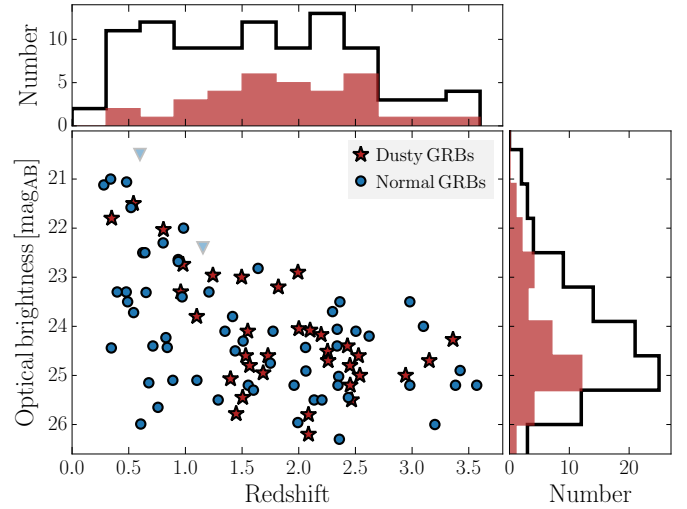 Number
10
5
0
Optical brightness [mag_AB]
21
22
23
24
25
26
Dusty GRBs
Normal GRBs
0.0 0.5 1.0 1.5 2.0 2.5 3.0 3.5
Redshift
0 10 20
Number